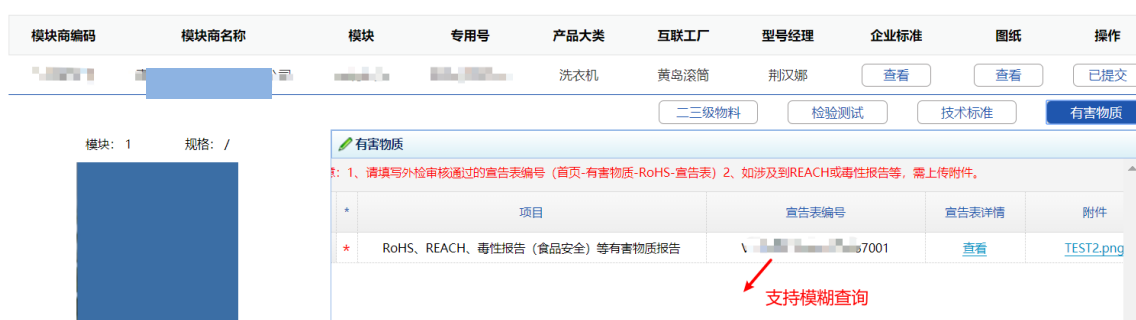 模块商编码 模块商名称 模块 专用号 产品大类 互联工厂 型号经理 企业标准 图纸 操作
洗衣机 黄岛滚筒 荆汉娜 查看 查看 已提交
二三级物料 检验测试 技术标准 有害物质
模块: 1 规格: /
有害物质
: 1、请填写外检审核通过的宣告表编号（首页-有害物质-RoHS-宣告表）2、如涉及到REACH或毒性报告等，需上传附件。
* 项目 宣告表编号 宣告表详情 附件
* RoHS、REACH、毒性报告（食品安全）等有害物质报告 7001 查看 TEST2.png
支持模糊查询